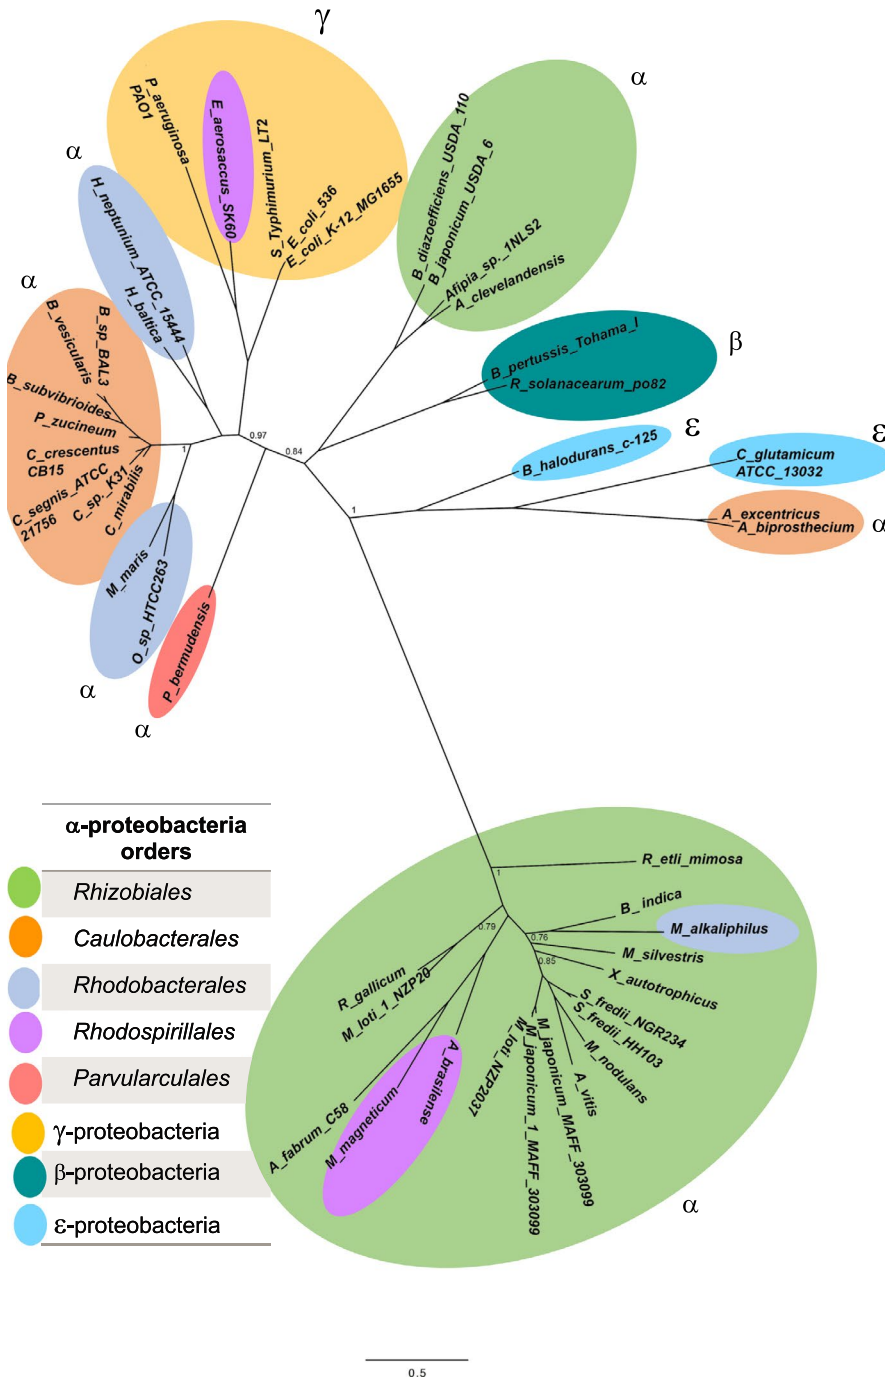 γ
α
P_aeruginosa
PAO1
E_aerosaccus_SK60
S_Typhimurium_LT2
E_coli_536
E_coli_K-12_MG1655
B_diazoefficiens_USDA_110
B_japonicum_USDA_6
Afipia_sp._1NLS2
A_clevelandensis
α
H_neptunium_ATCC_15444
H_baltica
α
B_sp_BAL3
B_vesicularis
B_subvibrioides
P_zucineum
C_crescentus
CB15
C_segnis_ATCC
21756
C_sp._K31
C_mirabilis
B_pertussis_Tohama_I
R_solanacearum_po82
β
ε
B_halodurans_c-125
C_glutamicum
ATCC_13032
ε
A_excentricus
A_biprosthecium
α
0.97
0.84
1
1
M_maris
O_sp_HTCC263
α
P_bermudensis
α
α-proteobacteria
orders
Rhizobiales
Caulobacterales
Rhodobacterales
Rhodospirillales
Parvularculales
γ-proteobacteria
β-proteobacteria
ε-proteobacteria
R_etli_mimosa
1
B_indica
M_alkaliphilus
0.79
0.76
0.85
M_silvestris
X_autotrophicus
S_fredii_NGR234
S_fredii_HH103
M_nodulans
A_vitis
M_japonicum_MAFF_303099
M_japonicum_1_MAFF_303099
M_loti_NZP2037
R_gallicum
M_loti_1_NZP20
A_brasilense
M_magneticum
A_fabrum_C58
α
0.5